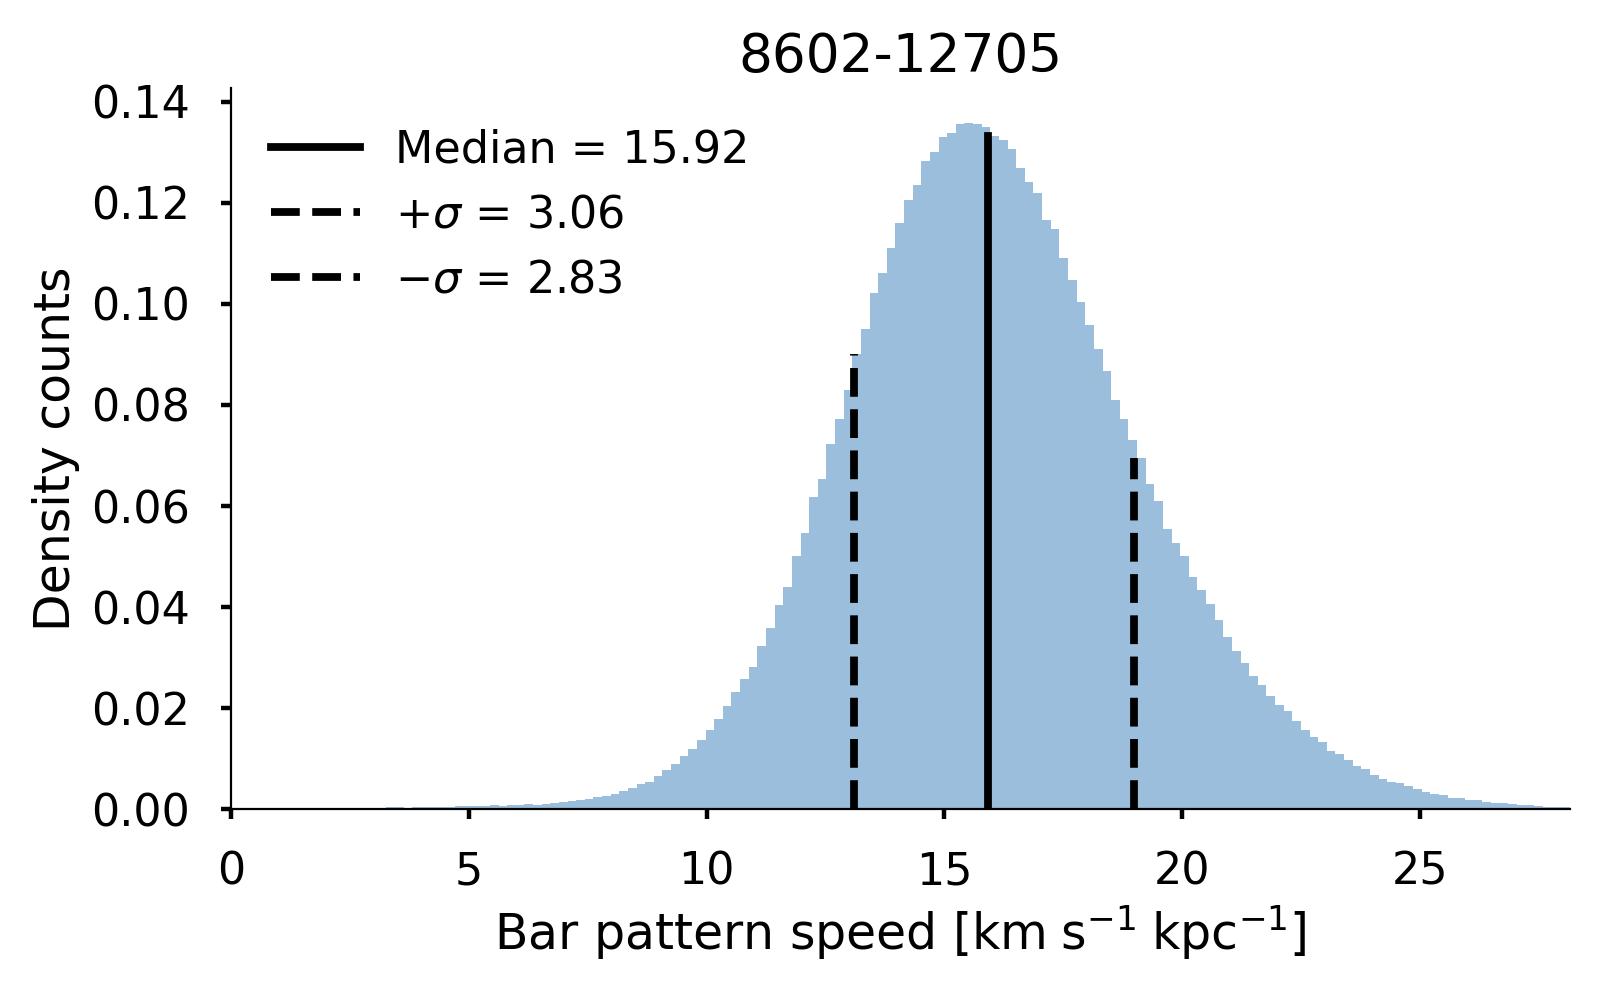 8602-12705
Median = 15.92
+σ = 3.06
−σ = 2.83
Density counts
0.14
0.12
0.10
0.08
0.06
0.04
0.02
0.00
0 5 10 15 20 25
Bar pattern speed [km s⁻¹ kpc⁻¹]